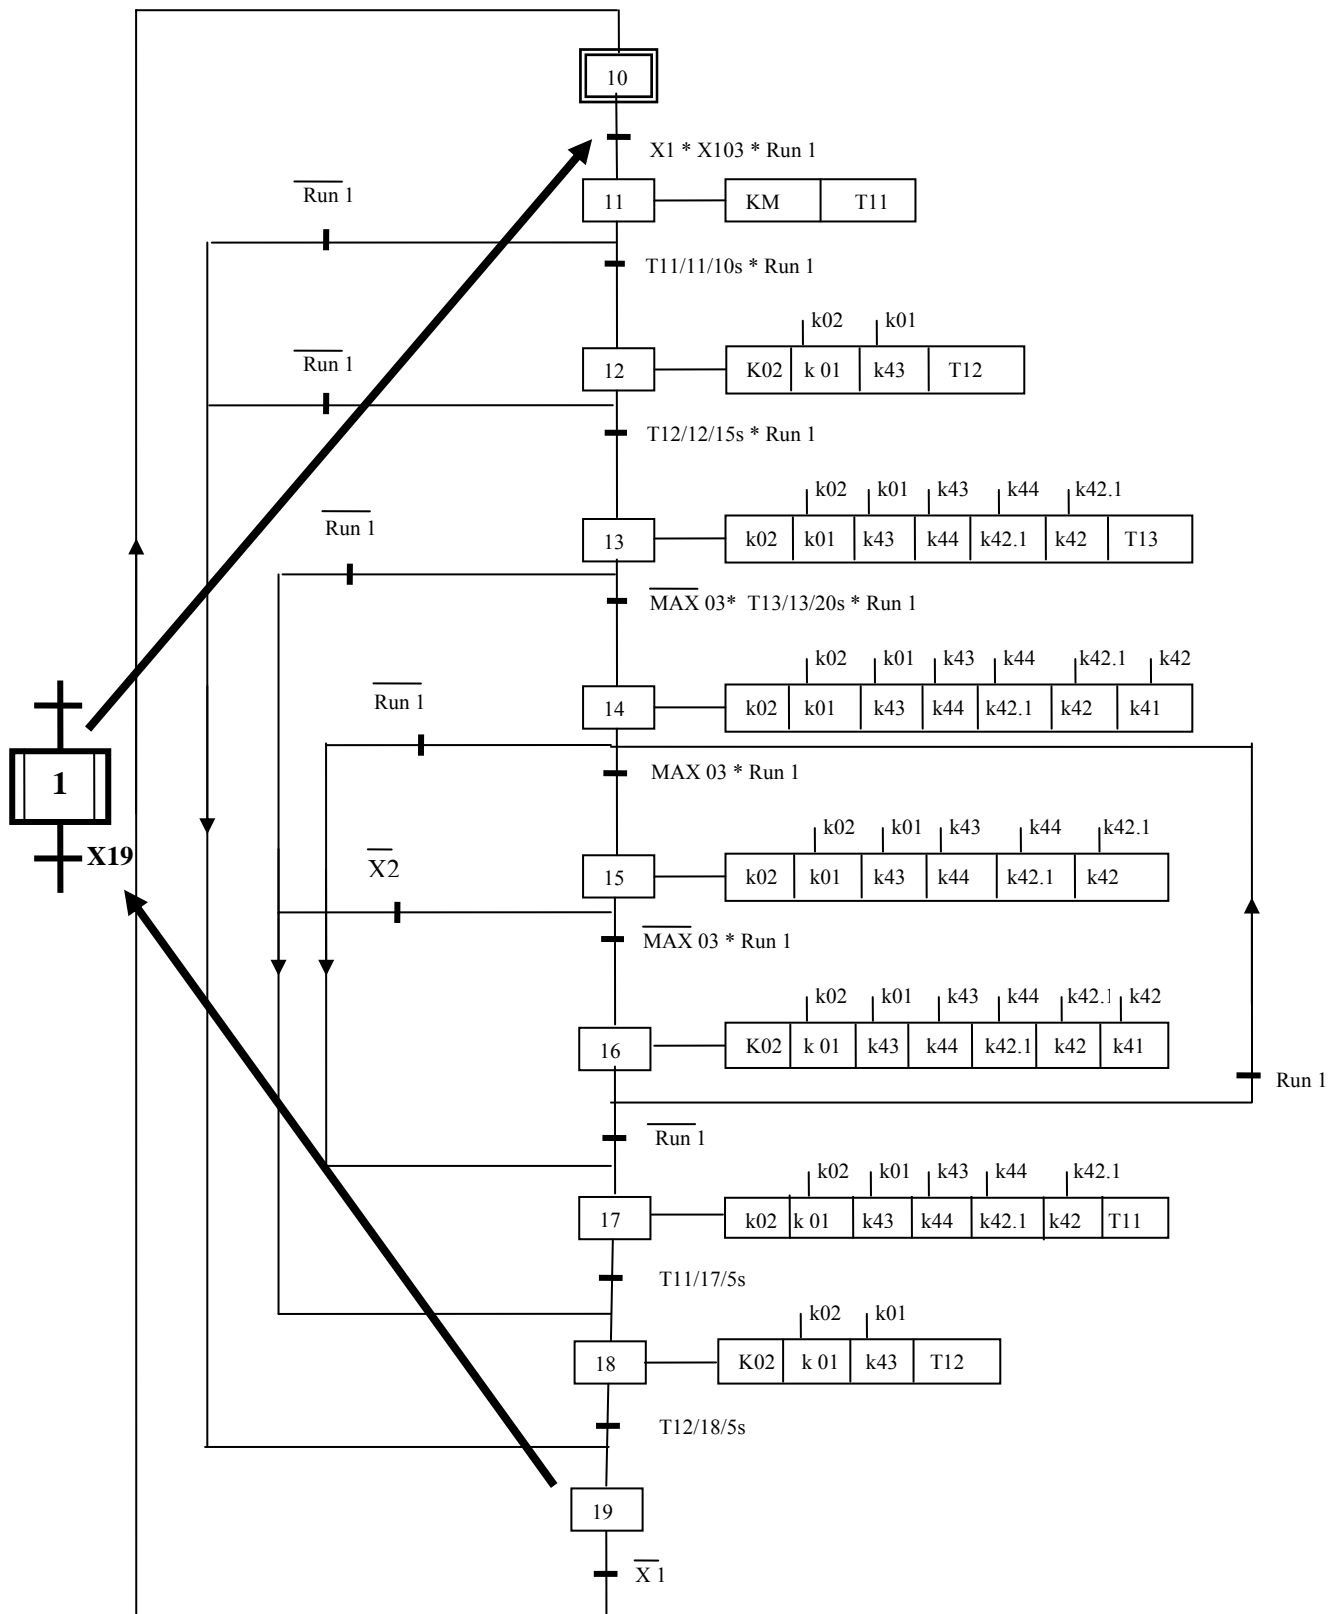 10
X1 * X103 * Run 1
Run 1
11
KM T11
T11/11/10s * Run 1
k02 k01
Run 1
12
K02 k 01 k43 T12
T12/12/15s * Run 1
k02 k01 k43 k44 k42.1
Run 1
13
k02 k01 k43 k44 k42.1 k42 T13
MAX 03* T13/13/20s * Run 1
k02 k01 k43 k44 k42.1 k42
Run 1
14
k02 k01 k43 k44 k42.1 k42 k41
MAX 03 * Run 1
1
k02 k01 k43 k44 k42.1
X19
X2
15
k02 k01 k43 k44 k42.1 k42
MAX 03 * Run 1
k02 k01 k43 k44 k42.1 k42
16
K02 k 01 k43 k44 k42.1 k42 k41
Run 1
Run 1
k02 k01 k43 k44 k42.1
17
k02 k 01 k43 k44 k42.1 k42 T11
T11/17/5s
k02 k01
18
K02 k 01 k43 T12
T12/18/5s
19
X 1